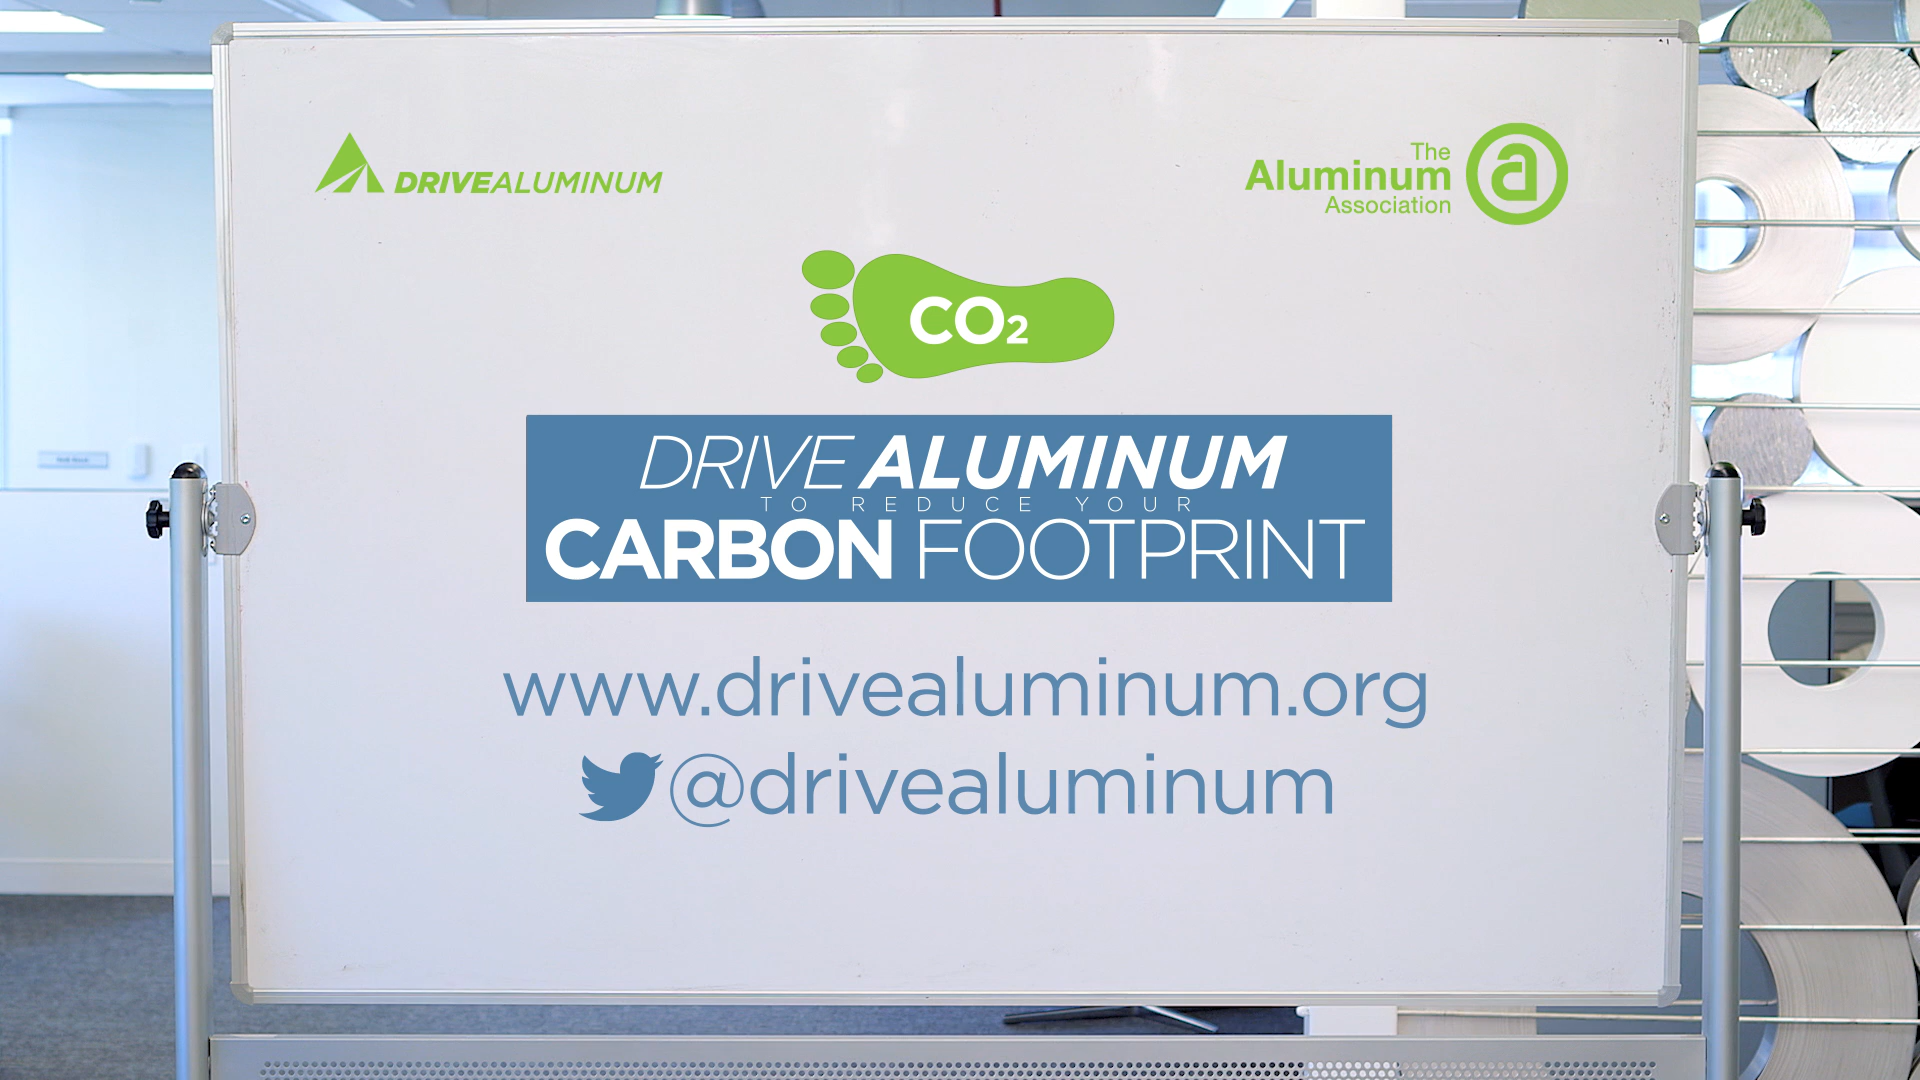 DRIVEALUMINUM
The
Aluminum
Association
a
CO₂
DRIVE ALUMINUM
TO REDUCE YOUR
CARBON FOOTPRINT
www.drivealuminum.org
@drivealuminum